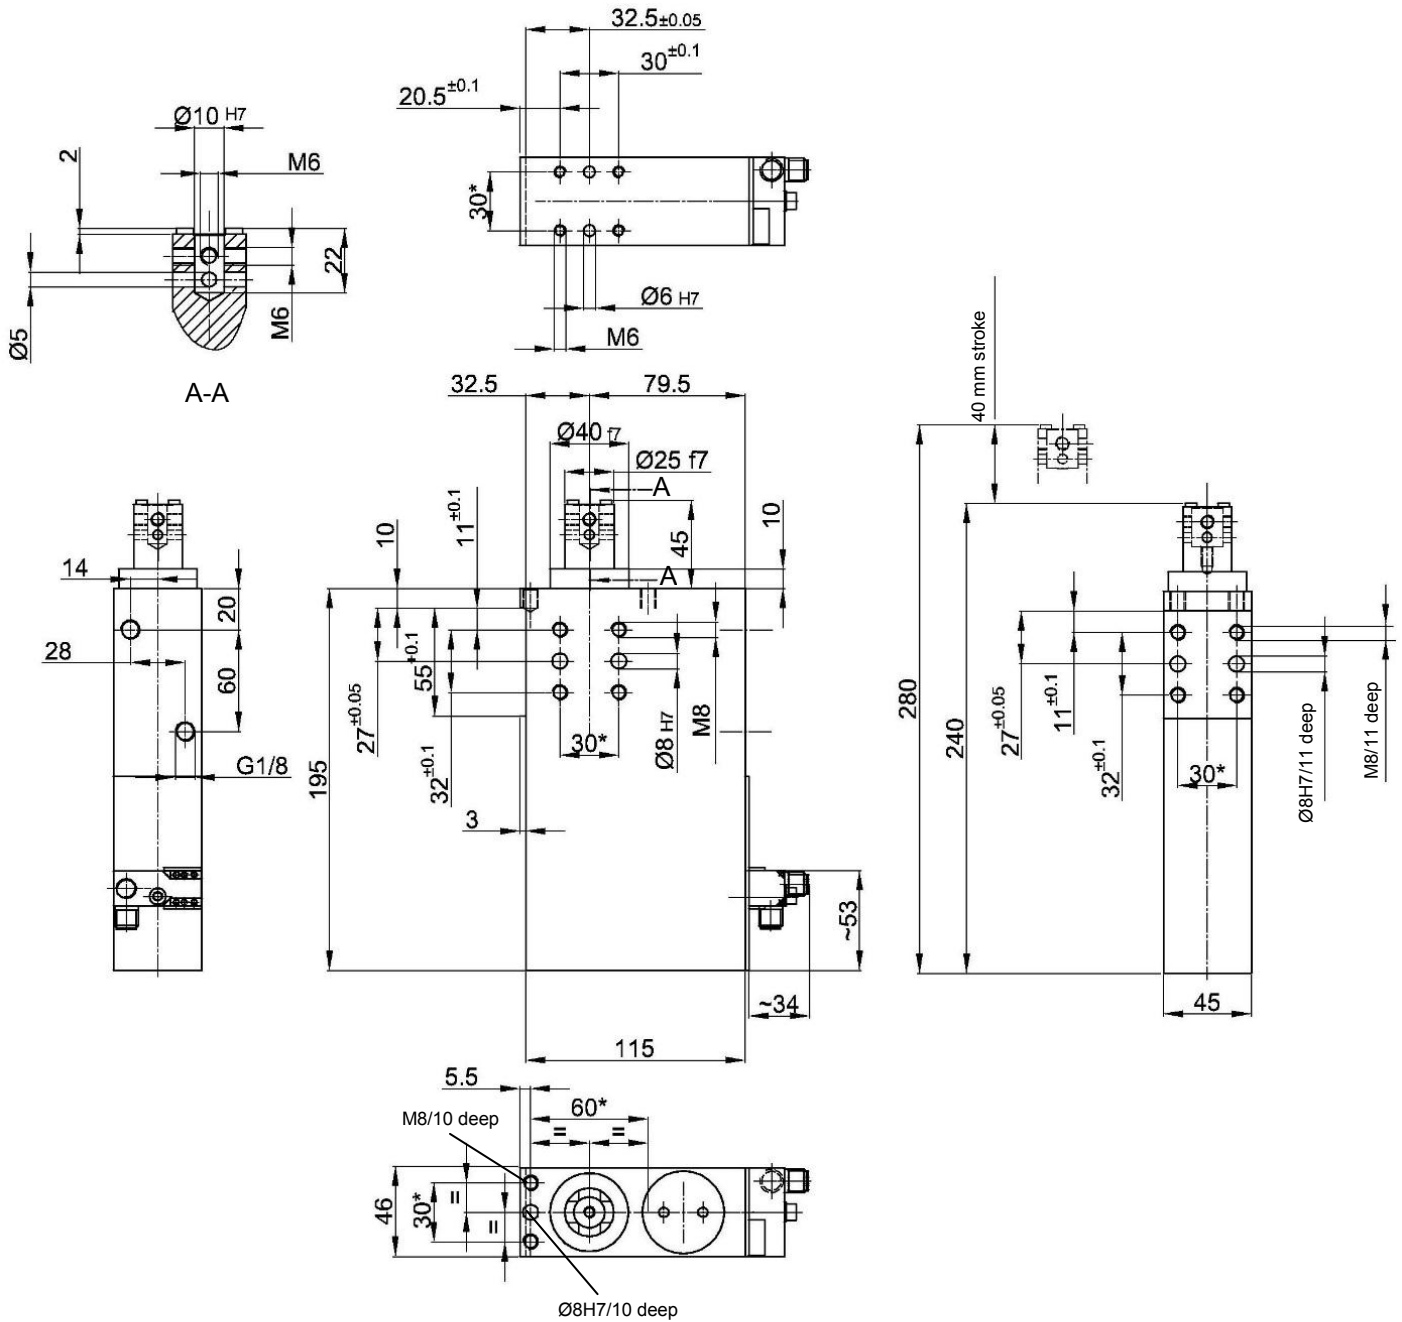 32.5±0.05
30±0.1
20.5±0.1
Ø10 H7
2
M6
22
M6
Ø5
A-A
30*
Ø6 H7
M6
32.5
79.5
Ø40 f7
Ø25 f7
A
10
11±0.1
45
10
A
195
27±0.05
55±0.1
32±0.1
30*
Ø8 H7
M8
3
~53
~34
115
14
20
28
60
G1/8
40 mm stroke
280
240
27±0.05
11±0.1
32±0.1
30*
Ø8H7/11 deep
M8/11 deep
45
5.5
60*
M8/10 deep
=
=
46
30*
=
=
Ø8H7/10 deep